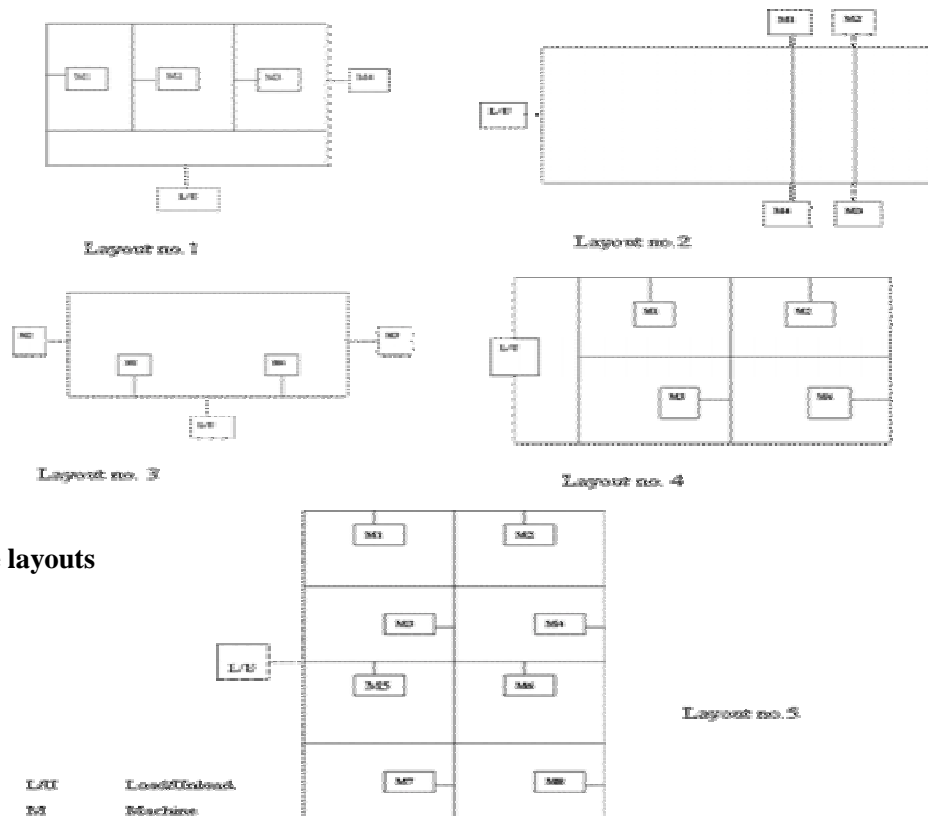 M1 M2
M1 M2 M3 M4
L/U
L/U
M4 M3
Layout no.1
Layout no.2
M1 M2
L/U
M2 M3
M3 M4
L/U
Layout no. 3
Layout no. 4
M1 M2
layouts
M3 M4
L/U
M5 M6
Layout no.5
M7 M8
L/U Load/Unload
M Machine